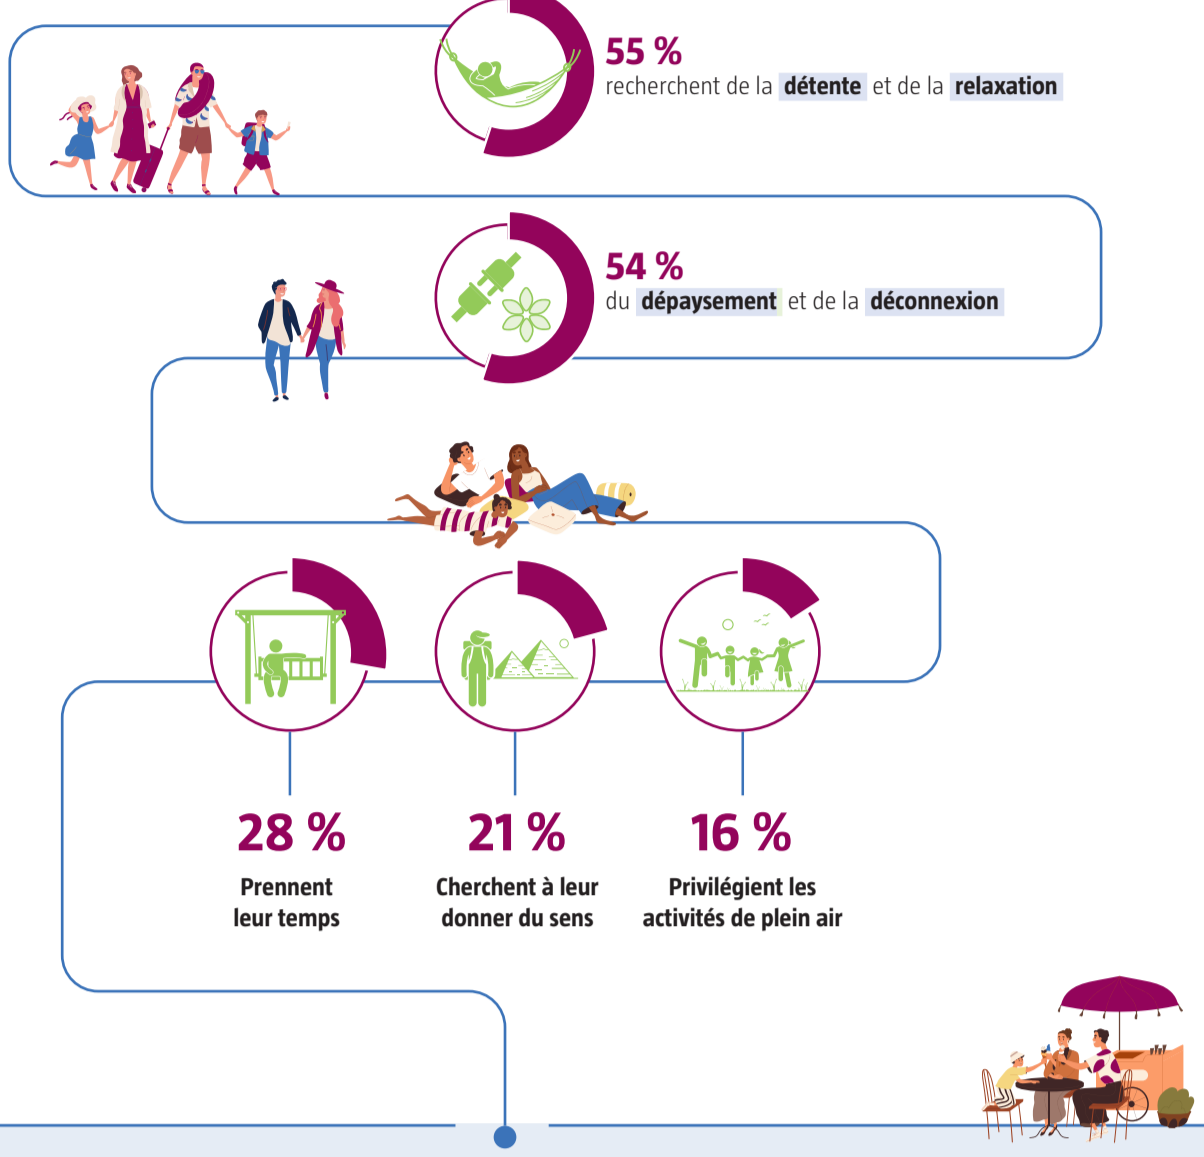 55 %
recherchent de la détente et de la relaxation
54 %
du dépaysement et de la déconnexion
28 %
Prennent
leur temps
21 %
Cherchent à leur
donner du sens
16 %
Privilégient les
activités de plein air